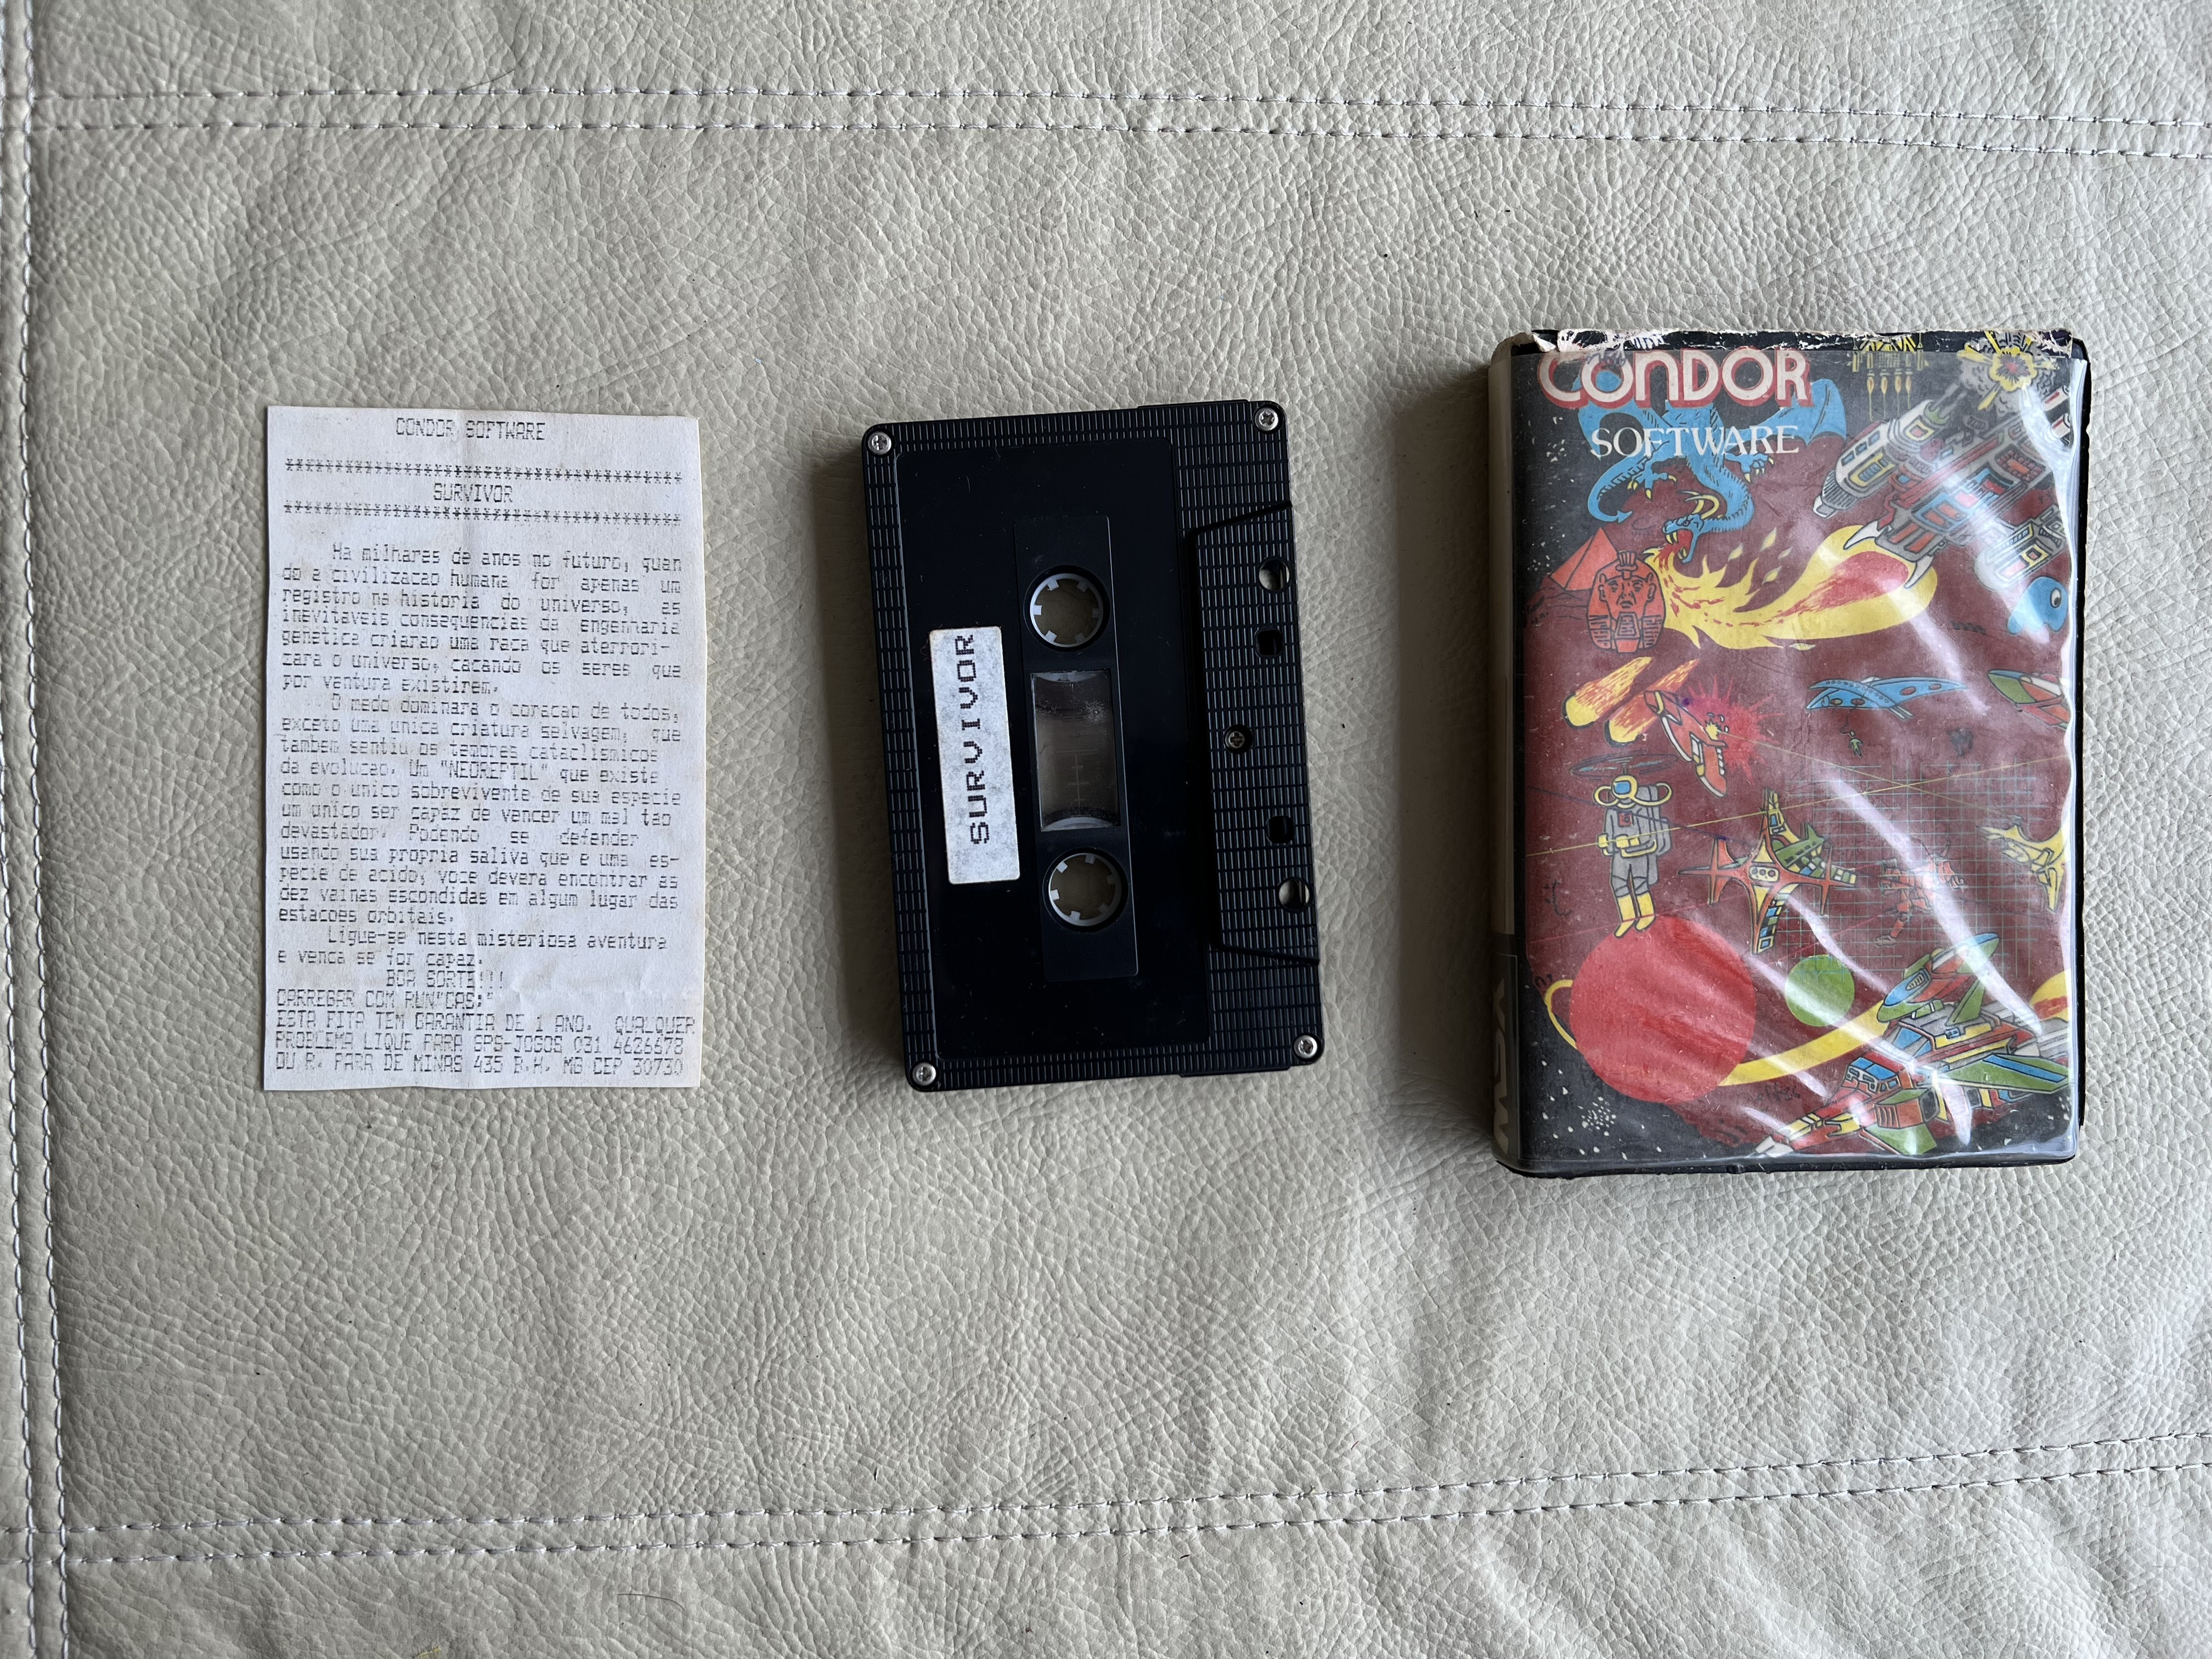 CONDOR SOFTWARE
****************************************
SURVIVOR
****************************************
Ha milhares de anos no futuro, quan
do a civilizacao humana for apenas um
registro na historia do universo, as
inevitaveis consequencias da engenharia
genetica criarao uma raca que aterrori-
zara o universo, cacando os seres que
por ventura existirem.
O medo dominara o coracao de todos,
exceto uma unica criatura selvagem, que
tambem sentiu os temores cataclismicos
da evolucao. Um "NEOREPTIL" que existe
como o unico sobrevivente de sua especie
um unico ser capaz de vencer um mal tao
devastador. Podendo se defender
usando sua propria saliva que e uma es-
pecie de acido, voce devera encontrar as
dez vainas escondidas em algum lugar das
estacoes orbitais.
Ligue-se nesta misteriosa aventura
e venca se for capaz.
BOA SORTE!!!
CARREGAR COM RUN"CAS:"
ESTA FITA TEM GARANTIA DE 1 ANO. QUALQUER
PROBLEMA LIQUE PARA SPS-JOGOS 031 4626678
OU R. PARA DE MINAS 435 B.H. MG CEP 30730
SURVIVOR
CONDOR
SOFTWARE